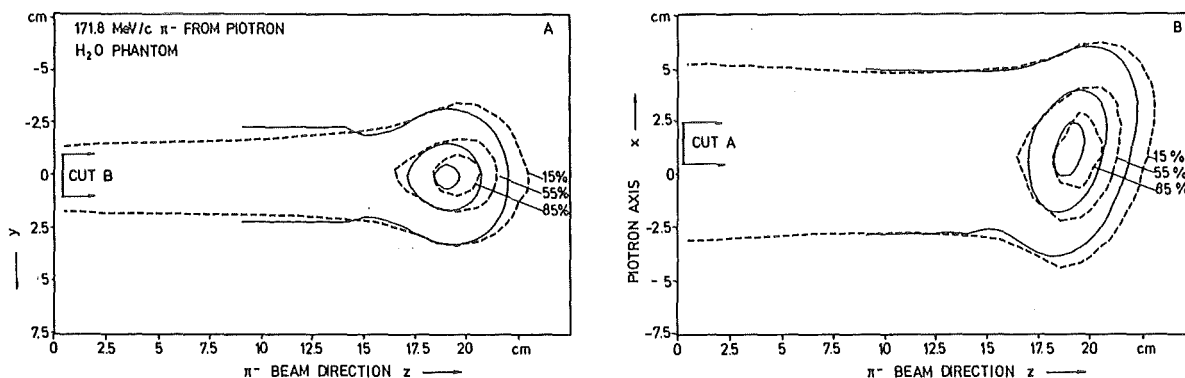 cm
171.8 MeV/c π- FROM PIOTRON
H2O PHANTOM
A
-5
-2.5
0
2.5
5
7.5
y
CUT B
15%
55%
85%
0
2.5
5
7.5
10
12.5
15
17.5
20
cm
π- BEAM DIRECTION z
cm
B
5
2.5
0
-2.5
-5
-7.5
PIOTRON AXIS
x
CUT A
15%
55%
85%
0
2.5
5
7.5
10
12.5
15
17.5
20
cm
π- BEAM DIRECTION z